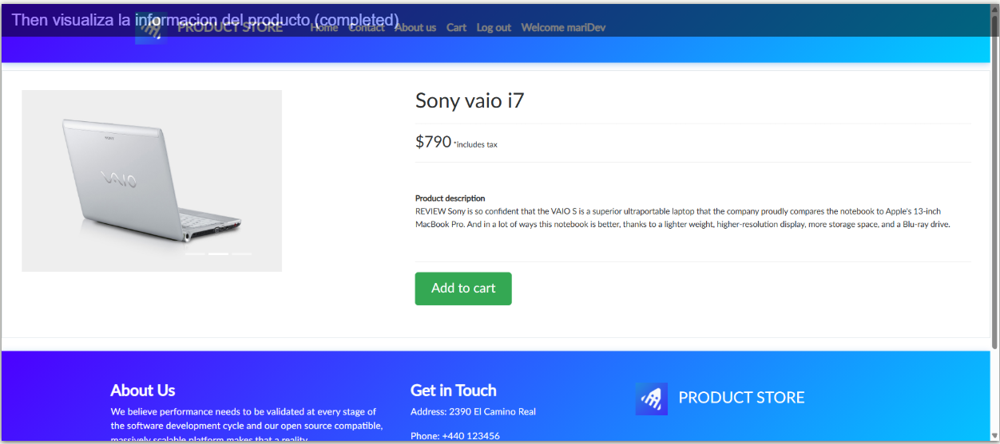 Then visualiza la informacion del producto (completed)
PRODUCT STORE Home Contact About us Cart Log out Welcome mariDev
Sony vaio i7
$790 *includes tax
VAIO
Product description
REVIEW Sony is so confident that the VAIO S is a superior ultraportable laptop that the company proudly compares the notebook to Apple's 13-inch
MacBook Pro. And in a lot of ways this notebook is better, thanks to a lighter weight, higher-resolution display, more storage space, and a Blu-ray drive.
Add to cart
About Us
We believe performance needs to be validated at every stage of
the software development cycle and our open source compatible,
massively scalable platform makes that a reality.
Get in Touch
Address: 2390 El Camino Real
Phone: +440 123456
PRODUCT STORE